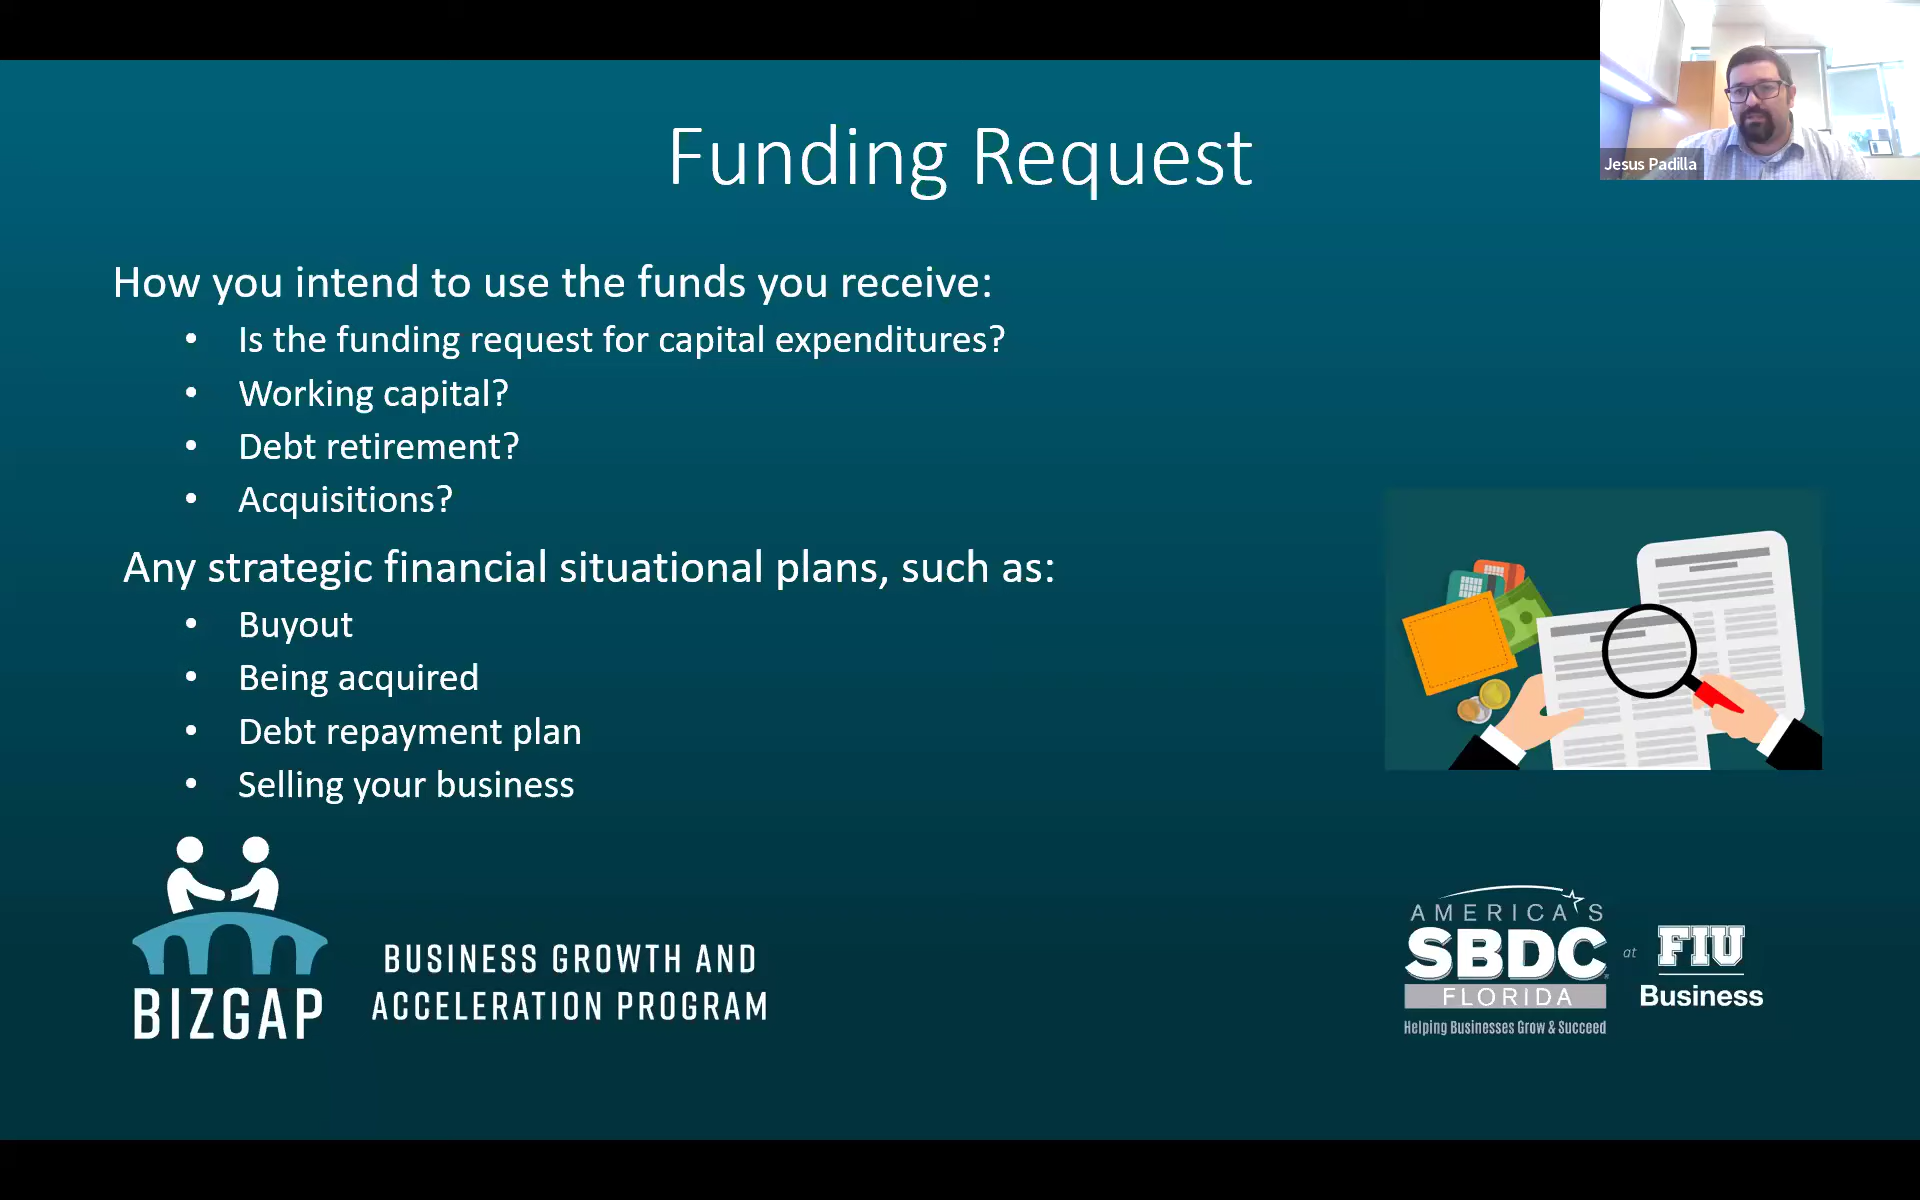 Jesus Padilla
Funding Request
How you intend to use the funds you receive:
• Is the funding request for capital expenditures?
• Working capital?
• Debt retirement?
• Acquisitions?
Any strategic financial situational plans, such as:
• Buyout
• Being acquired
• Debt repayment plan
• Selling your business
BIZGAP
BUSINESS GROWTH AND
ACCELERATION PROGRAM
AMERICA'S
SBDC
FLORIDA
Helping Businesses Grow & Succeed
at
FIU
Business